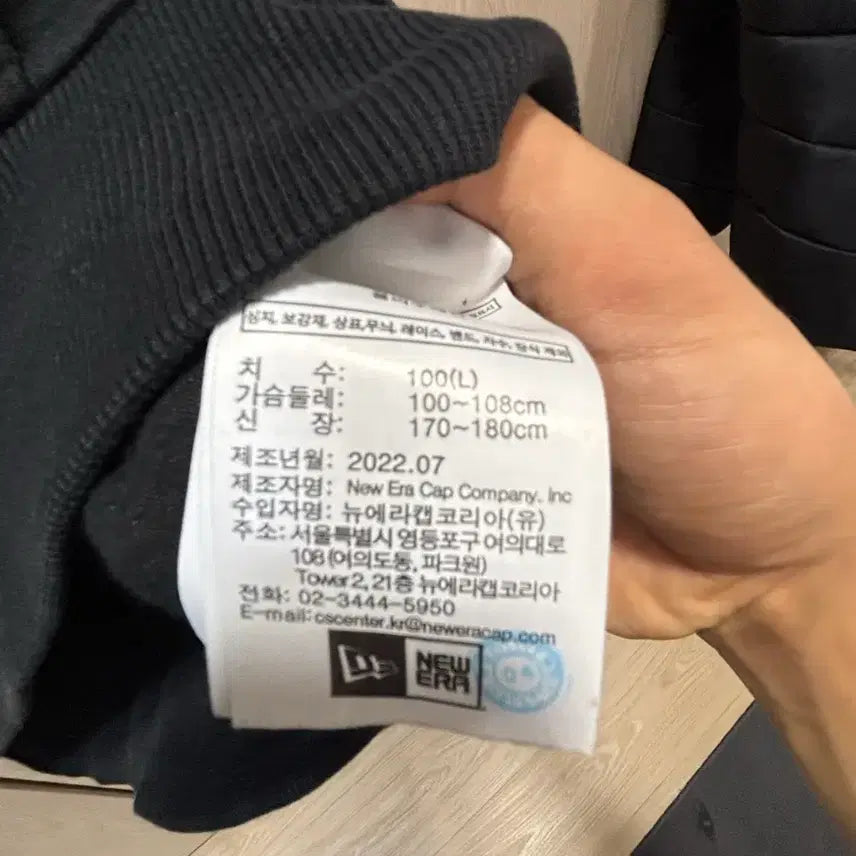 심지, 보강재, 상표,무늬, 레이스, 밴드, 자수, 장식 제외
치 수: 100(L)
가슴둘레: 100~108cm
신 장: 170~180cm
제조년월: 2022.07
제조자명: New Era Cap Company. Inc
수입자명: 뉴에라캡코리아(유)
주소: 서울특별시 영등포구 여의대로
108 (여의도동, 파크원)
Tower 2, 21층 뉴에라캡코리아
전화: 02-3444-5950
E-mail: cscenter.kr@neweracap.com
NEW
ERA